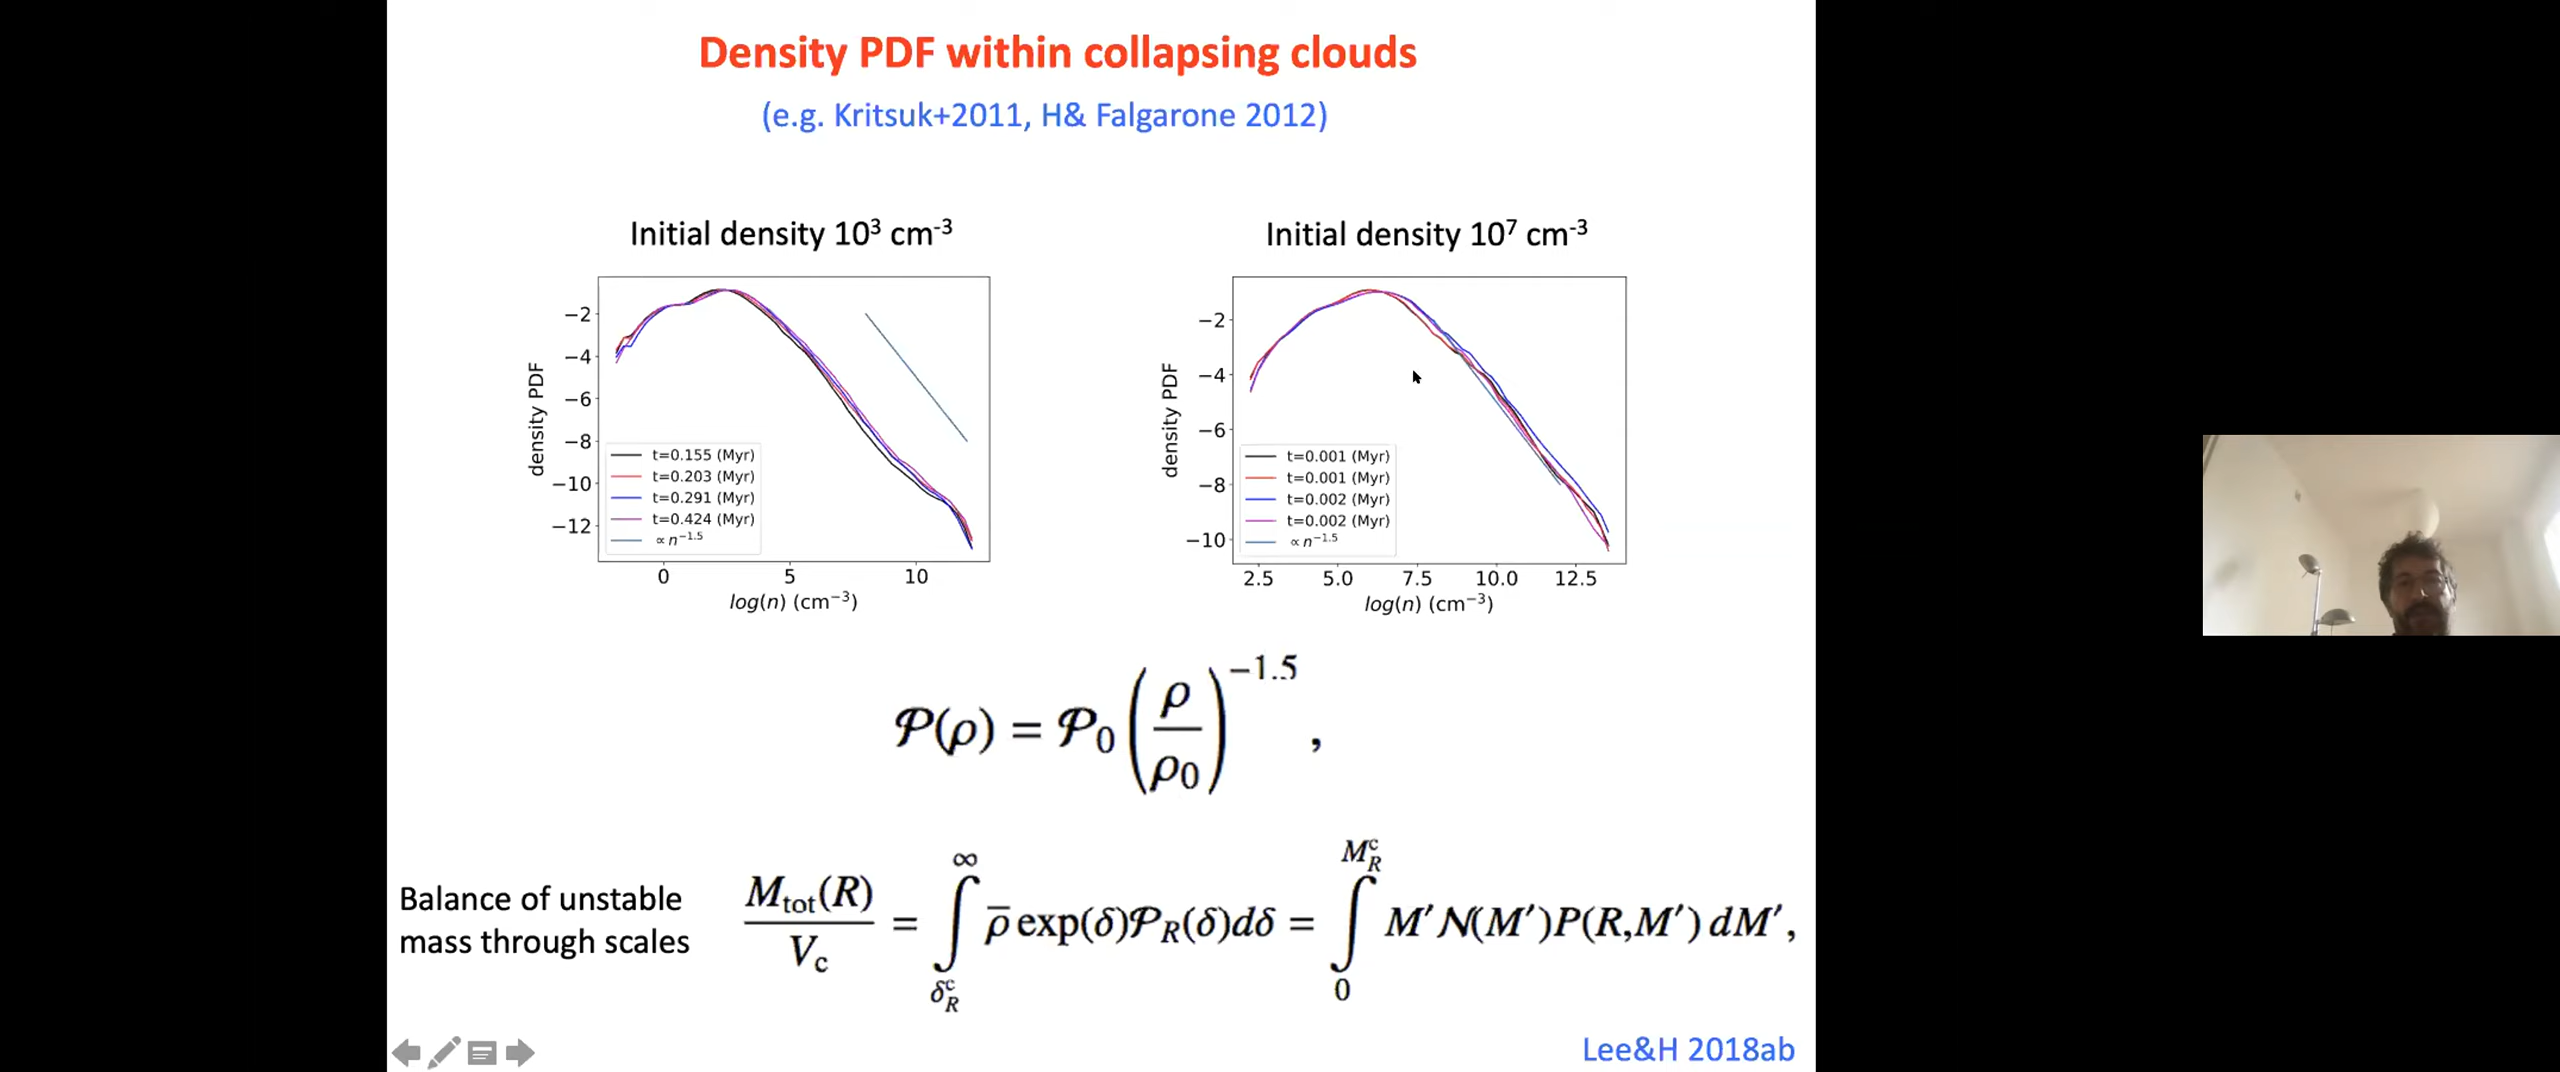 Density PDF within collapsing clouds
(e.g. Kritsuk+2011, H& Falgarone 2012)
Initial density 10³ cm⁻³
density PDF
−2
−4
−6
−8
−10
−12
t=0.155 (Myr)
t=0.203 (Myr)
t=0.291 (Myr)
t=0.424 (Myr)
∝ n⁻¹·⁵
0 5 10
log(n) (cm⁻³)
Initial density 10⁷ cm⁻³
density PDF
−2
−4
−6
−8
−10
t=0.001 (Myr)
t=0.001 (Myr)
t=0.002 (Myr)
t=0.002 (Myr)
∝ n⁻¹·⁵
2.5 5.0 7.5 10.0 12.5
log(n) (cm⁻³)
𝒫(ρ) = 𝒫₀ (ρ/ρ₀)^−1.5 ,
Balance of unstable
mass through scales
M_tot(R)/V_c = ∫_{δ_R^c}^{∞} ρ̄ exp(δ)𝒫_R(δ)dδ = ∫_0^{M_R^c} M′ 𝒩(M′)P(R,M′) dM′,
Lee&H 2018ab